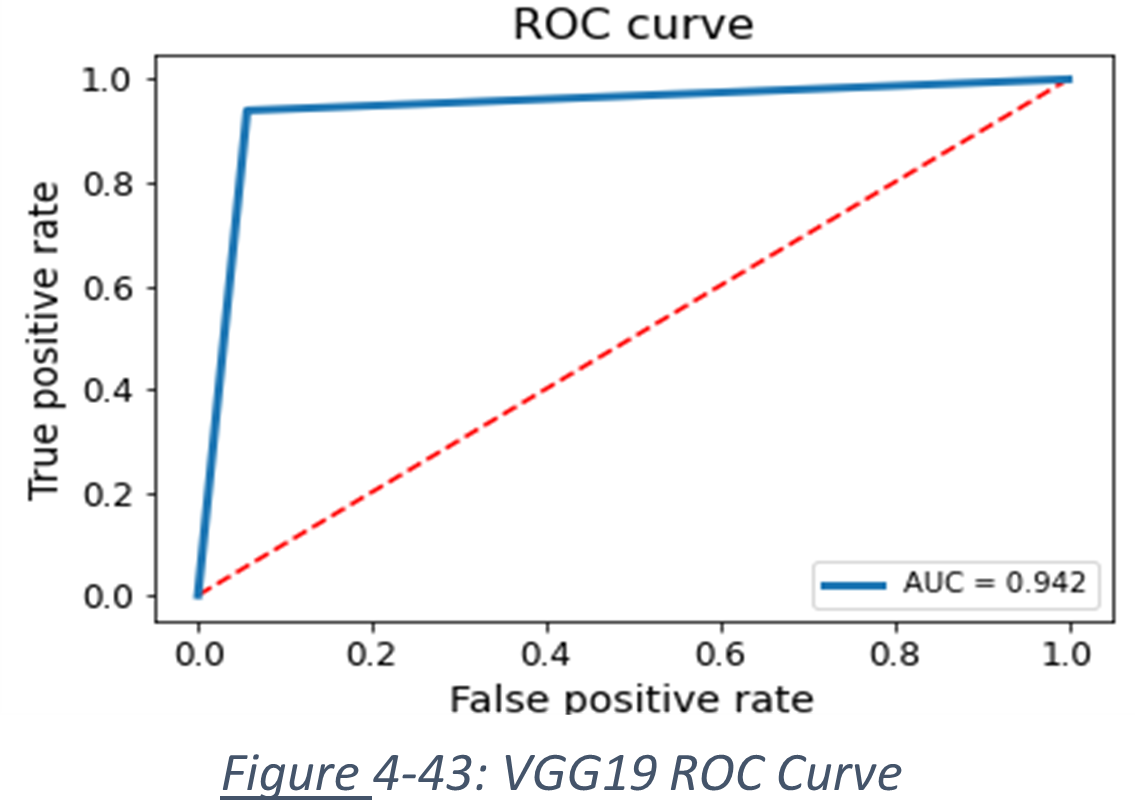 ROC curve
1.0
0.8
0.6
0.4
0.2
0.0
True positive rate
AUC = 0.942
0.0 0.2 0.4 0.6 0.8 1.0
False positive rate
Figure 4-43: VGG19 ROC Curve